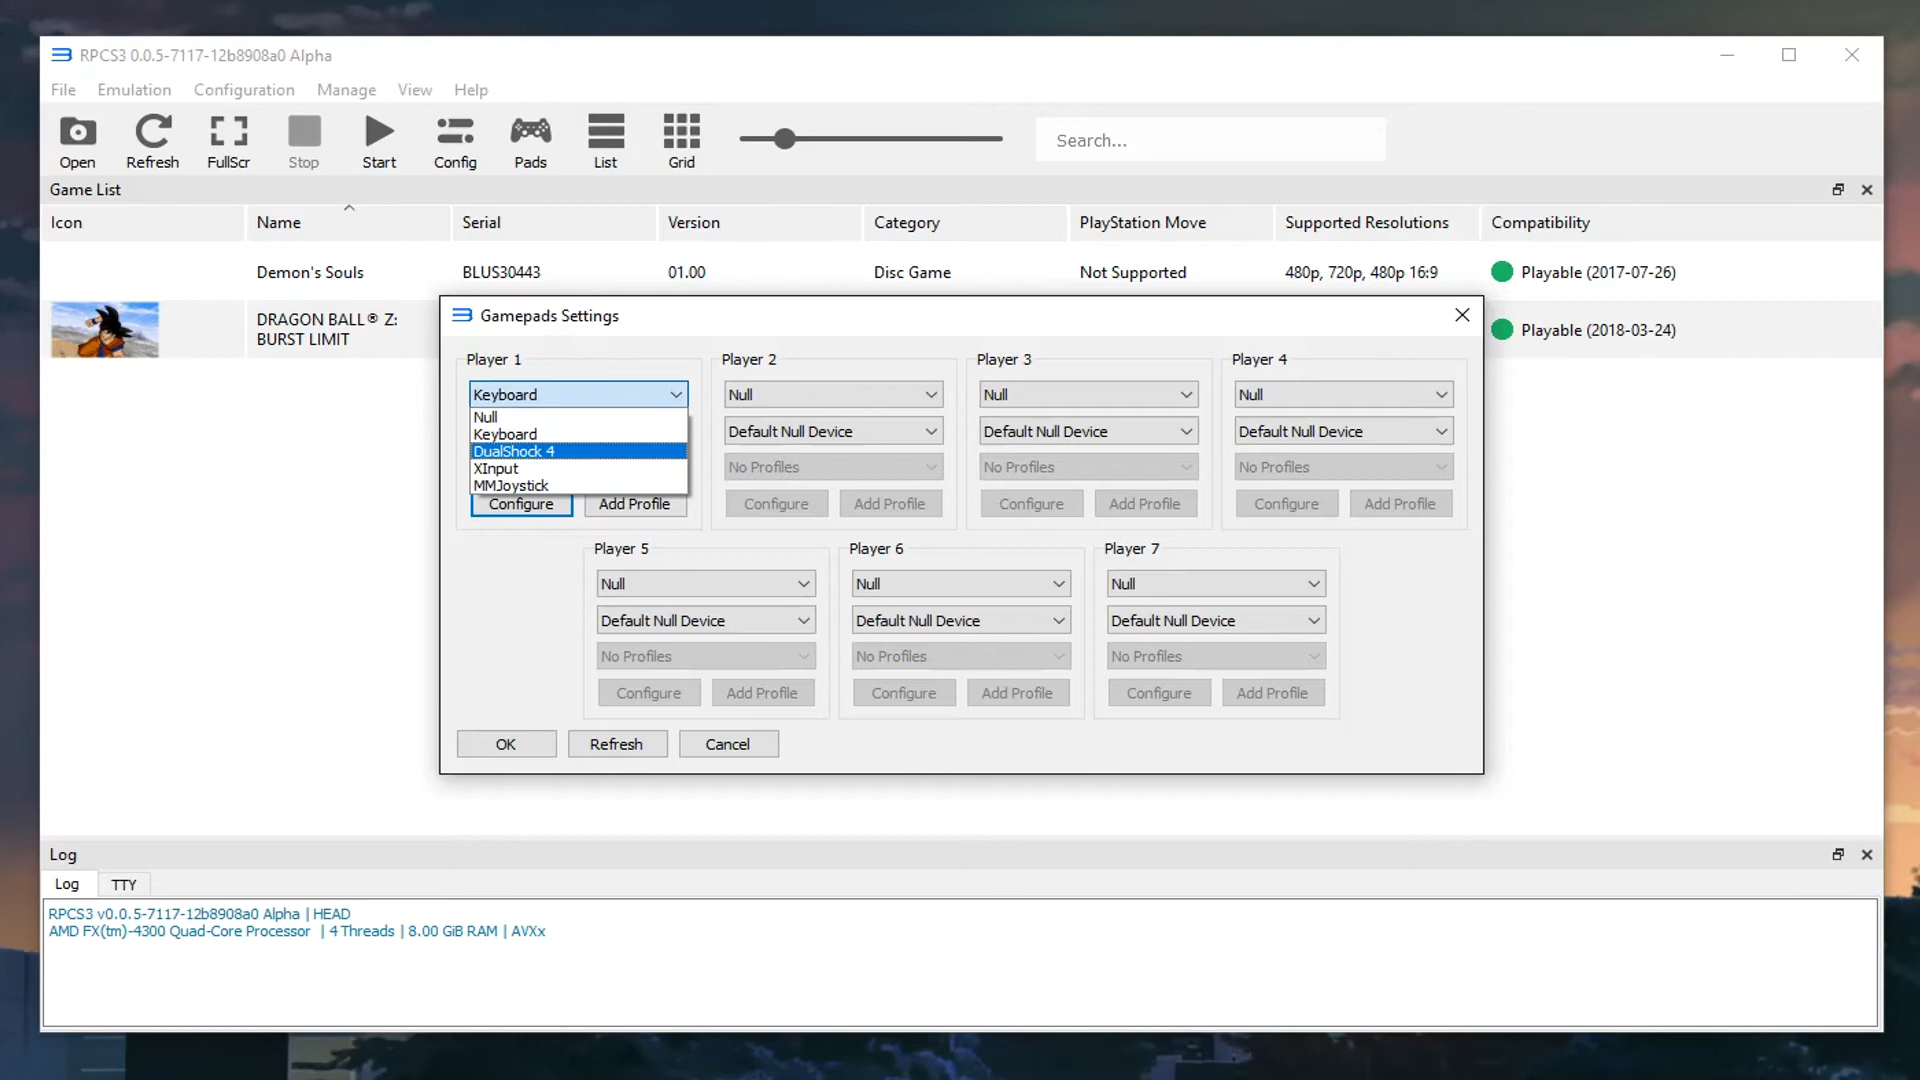 RPCS3 0.0.5-7117-12b8908a0 Alpha
File Emulation Configuration Manage View Help
Open Refresh FullScr Stop Start Config Pads List Grid Search...
Game List
Icon Name Serial Version Category PlayStation Move Supported Resolutions Compatibility
Demon's Souls BLUS30443 01.00 Disc Game Not Supported 480p, 720p, 480p 16:9 Playable (2017-07-26)
DRAGON BALL® Z:
BURST LIMIT
Playable (2018-03-24)
Gamepads Settings
Player 1 Player 2 Player 3 Player 4
Keyboard Null Null Null
Null
Keyboard Default Null Device Default Null Device Default Null Device
DualShock 4
XInput No Profiles No Profiles No Profiles
MMJoystick
Configure Add Profile Configure Add Profile Configure Add Profile Configure Add Profile
Player 5 Player 6 Player 7
Null Null Null
Default Null Device Default Null Device Default Null Device
No Profiles No Profiles No Profiles
Configure Add Profile Configure Add Profile Configure Add Profile
OK Refresh Cancel
Log
Log TTY
RPCS3 v0.0.5-7117-12b8908a0 Alpha | HEAD
AMD FX(tm)-4300 Quad-Core Processor | 4 Threads | 8.00 GiB RAM | AVXx